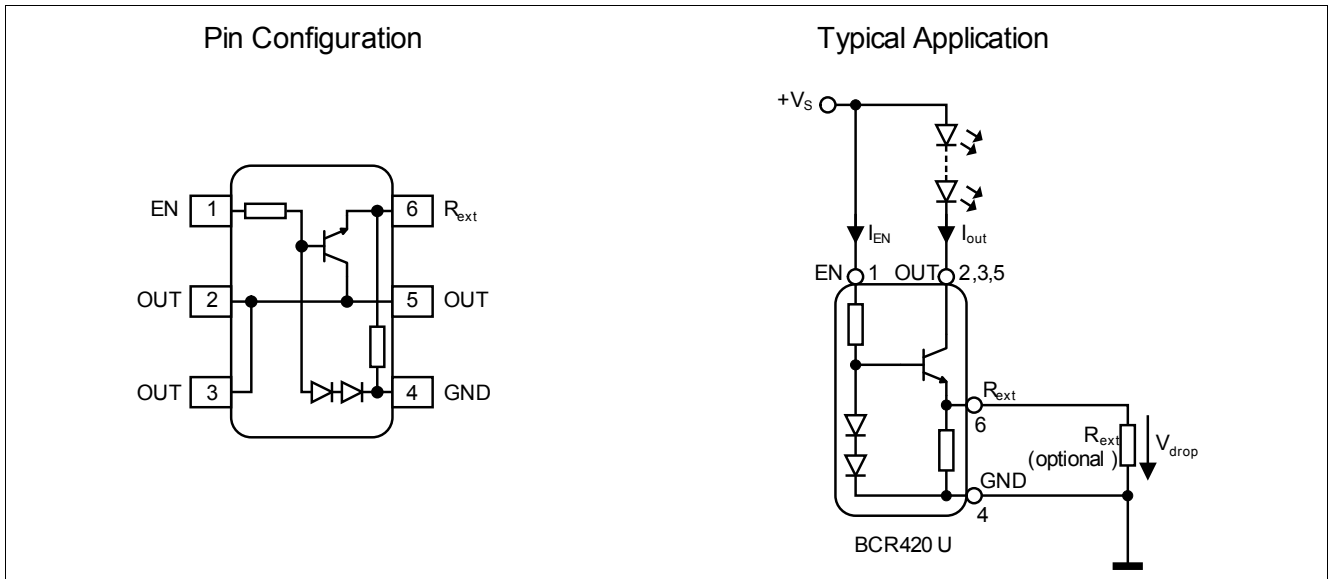 Pin Configuration
EN 1
6 Rext
OUT 2
5 OUT
OUT 3
4 GND
Typical Application
+VS
IEN
Iout
EN 1 OUT 2,3,5
Rext
6
Rext
(optional )
Vdrop
GND
4
BCR420 U